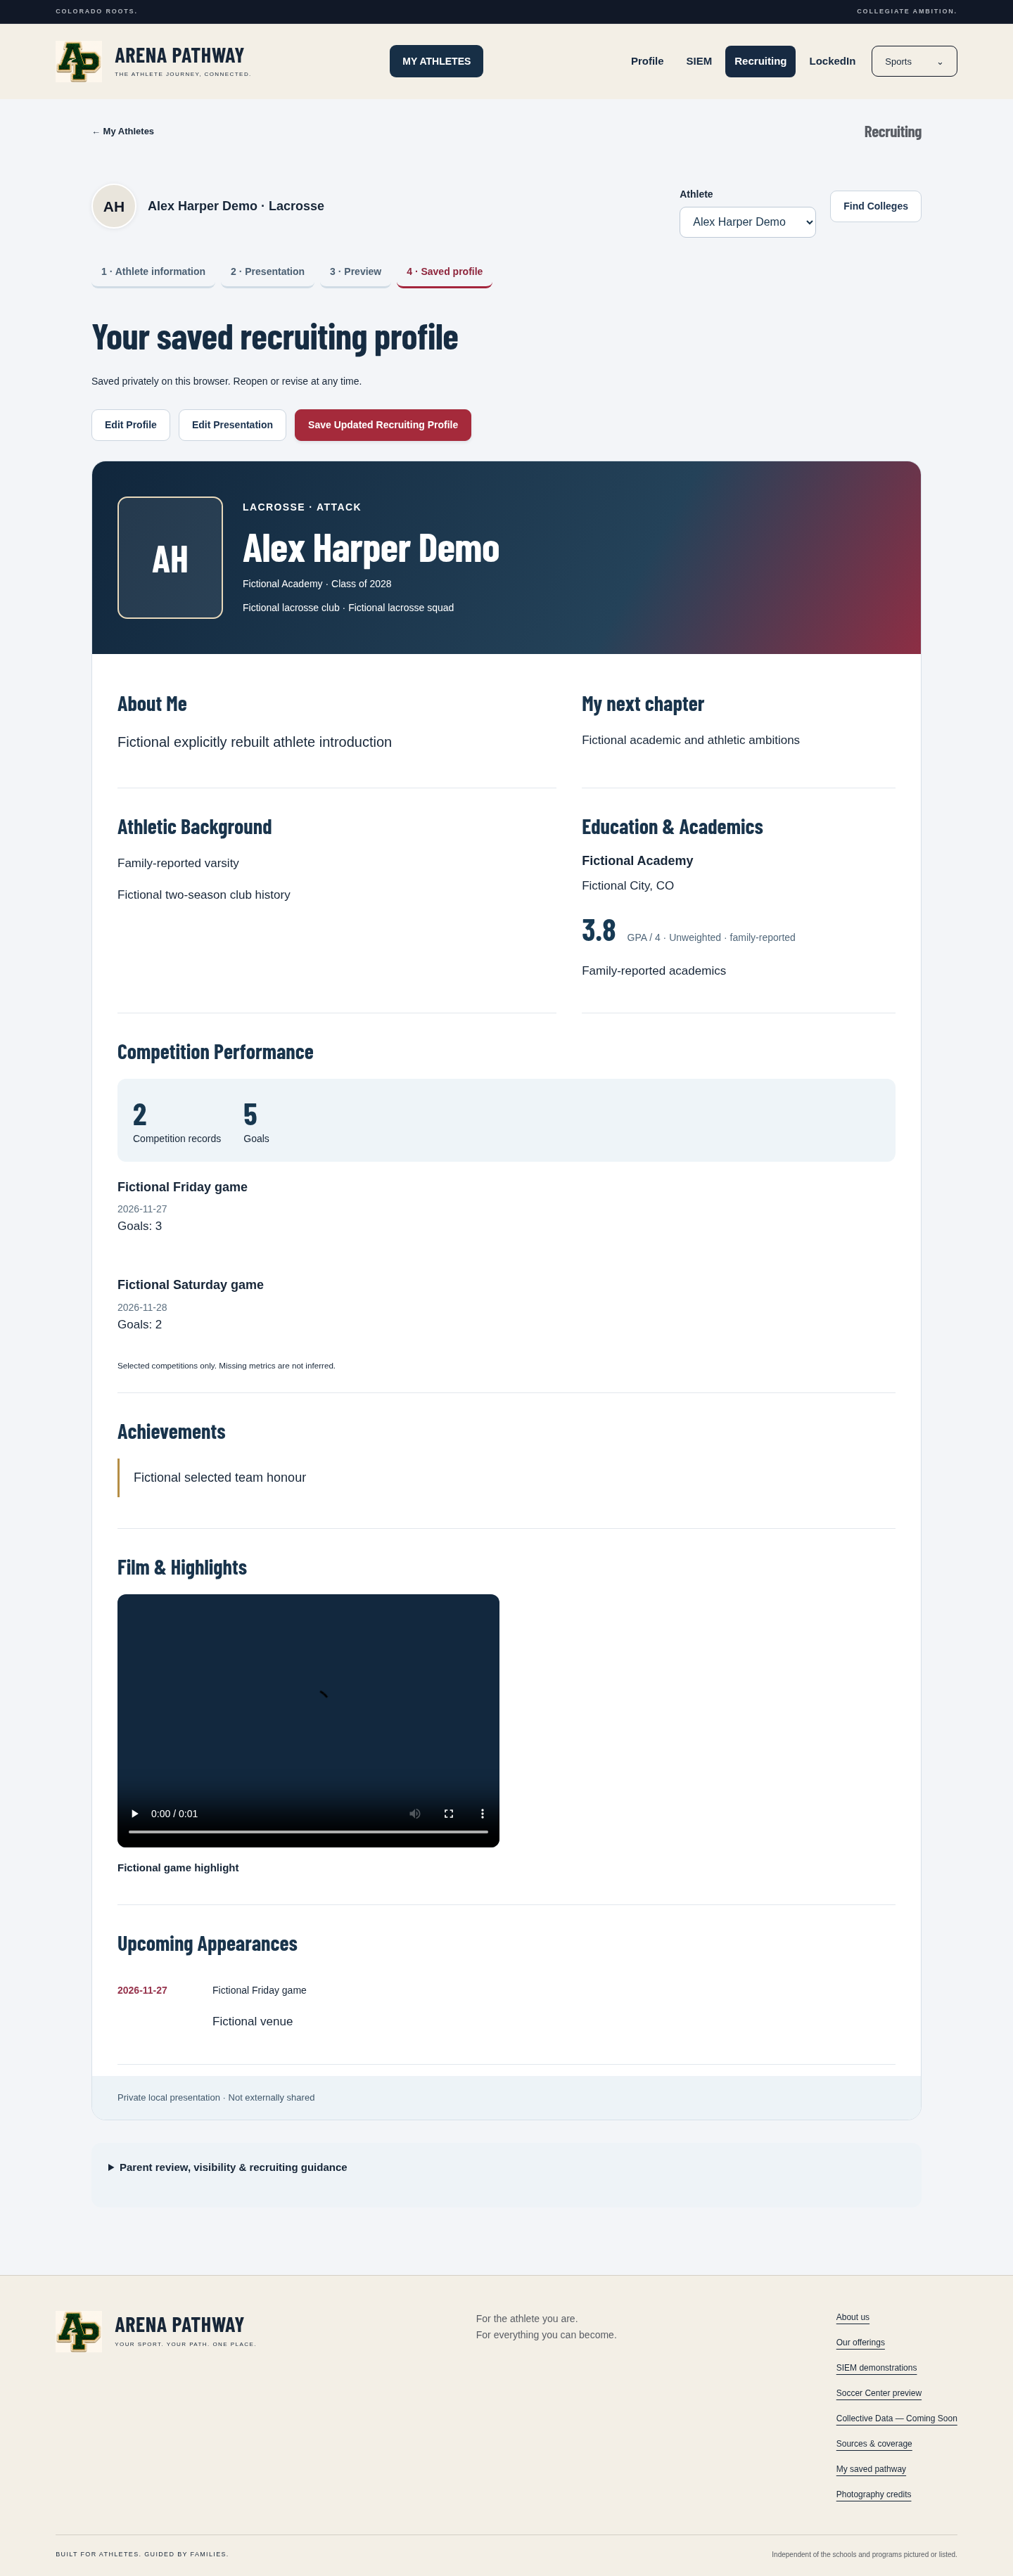 COLORADO ROOTS.
COLLEGIATE AMBITION.
AP
ARENA PATHWAY
THE ATHLETE JOURNEY, CONNECTED.
MY ATHLETES
Profile
SIEM
Recruiting
LockedIn
Sports
← My Athletes
Recruiting
AH
Alex Harper Demo · Lacrosse
Athlete
Alex Harper Demo
Find Colleges
1 · Athlete information
2 · Presentation
3 · Preview
4 · Saved profile
Your saved recruiting profile
Saved privately on this browser. Reopen or revise at any time.
Edit Profile
Edit Presentation
Save Updated Recruiting Profile
AH
LACROSSE · ATTACK
Alex Harper Demo
Fictional Academy · Class of 2028
Fictional lacrosse club · Fictional lacrosse squad
About Me
Fictional explicitly rebuilt athlete introduction
My next chapter
Fictional academic and athletic ambitions
Athletic Background
Family-reported varsity
Fictional two-season club history
Education & Academics
Fictional Academy
Fictional City, CO
3.8 GPA / 4 · Unweighted · family-reported
Family-reported academics
Competition Performance
2
Competition records
5
Goals
Fictional Friday game
2026-11-27
Goals: 3
Fictional Saturday game
2026-11-28
Goals: 2
Selected competitions only. Missing metrics are not inferred.
Achievements
Fictional selected team honour
Film & Highlights
0:00 / 0:01
Fictional game highlight
Upcoming Appearances
2026-11-27
Fictional Friday game
Fictional venue
Private local presentation · Not externally shared
Parent review, visibility & recruiting guidance
AP
ARENA PATHWAY
YOUR SPORT. YOUR PATH. ONE PLACE.
For the athlete you are.
For everything you can become.
About us
Our offerings
SIEM demonstrations
Soccer Center preview
Collective Data — Coming Soon
Sources & coverage
My saved pathway
Photography credits
BUILT FOR ATHLETES. GUIDED BY FAMILIES.
Independent of the schools and programs pictured or listed.